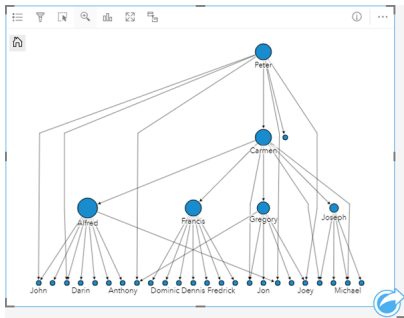 Peter
Carmen
Alfred
Francis
Gregory
Joseph
John Darin Anthony Dominic Dennis Fredrick Jon Joey Michael